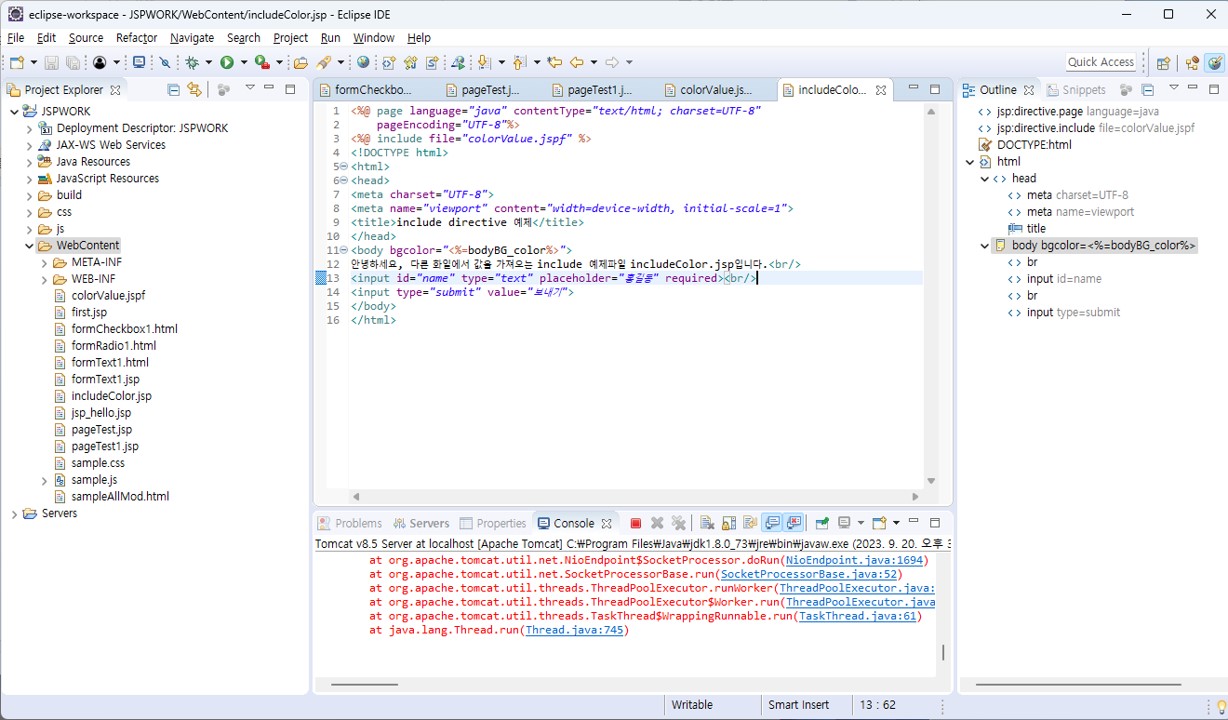 eclipse-workspace - JSPWORK/WebContent/includeColor.jsp - Eclipse IDE
File Edit Source Refactor Navigate Search Project Run Window Help
Quick Access
Project Explorer
JSPWORK
Deployment Descriptor: JSPWORK
JAX-WS Web Services
Java Resources
JavaScript Resources
build
css
js
WebContent
META-INF
WEB-INF
colorValue.jspf
first.jsp
formCheckbox1.html
formRadio1.html
formText1.html
formText1.jsp
includeColor.jsp
jsp_hello.jsp
pageTest.jsp
pageTest1.jsp
sample.css
sample.js
sampleAllMod.html
Servers
formCheckbo... pageTest.j... pageTest1.j... colorValue.js... includeColo...
1 <%@ page language="java" contentType="text/html; charset=UTF-8"
2 pageEncoding="UTF-8"%>
3 <%@ include file="colorValue.jspf" %>
4 <!DOCTYPE html>
5 <html>
6 <head>
7 <meta charset="UTF-8">
8 <meta name="viewport" content="width=device-width, initial-scale=1">
9 <title>include directive 예제</title>
10 </head>
11 <body bgcolor="<%=bodyBG_color%>">
12 안녕하세요, 다른 화일에서 값을 가져오는 include 예제파일 includeColor.jsp입니다.<br/>
13 <input id="name" type="text" placeholder="홍길동" required><br/>
14 <input type="submit" value="보내기">
15 </body>
16 </html>
Outline Snippets
jsp:directive.page language=java
jsp:directive.include file=colorValue.jspf
DOCTYPE:html
html
head
meta charset=UTF-8
meta name=viewport
title
body bgcolor=<%=bodyBG_color%>
br
input id=name
br
input type=submit
Problems Servers Properties Console
Tomcat v8.5 Server at localhost [Apache Tomcat] C:₩Program Files₩Java₩jdk1.8.0_73₩jre₩bin₩javaw.exe (2023. 9. 20. 오후 3
at org.apache.tomcat.util.net.NioEndpoint$SocketProcessor.doRun(NioEndpoint.java:1694)
at org.apache.tomcat.util.net.SocketProcessorBase.run(SocketProcessorBase.java:52)
at org.apache.tomcat.util.threads.ThreadPoolExecutor.runWorker(ThreadPoolExecutor.java:
at org.apache.tomcat.util.threads.ThreadPoolExecutor$Worker.run(ThreadPoolExecutor.java
at org.apache.tomcat.util.threads.TaskThread$WrappingRunnable.run(TaskThread.java:61)
at java.lang.Thread.run(Thread.java:745)
Writable Smart Insert 13 : 62